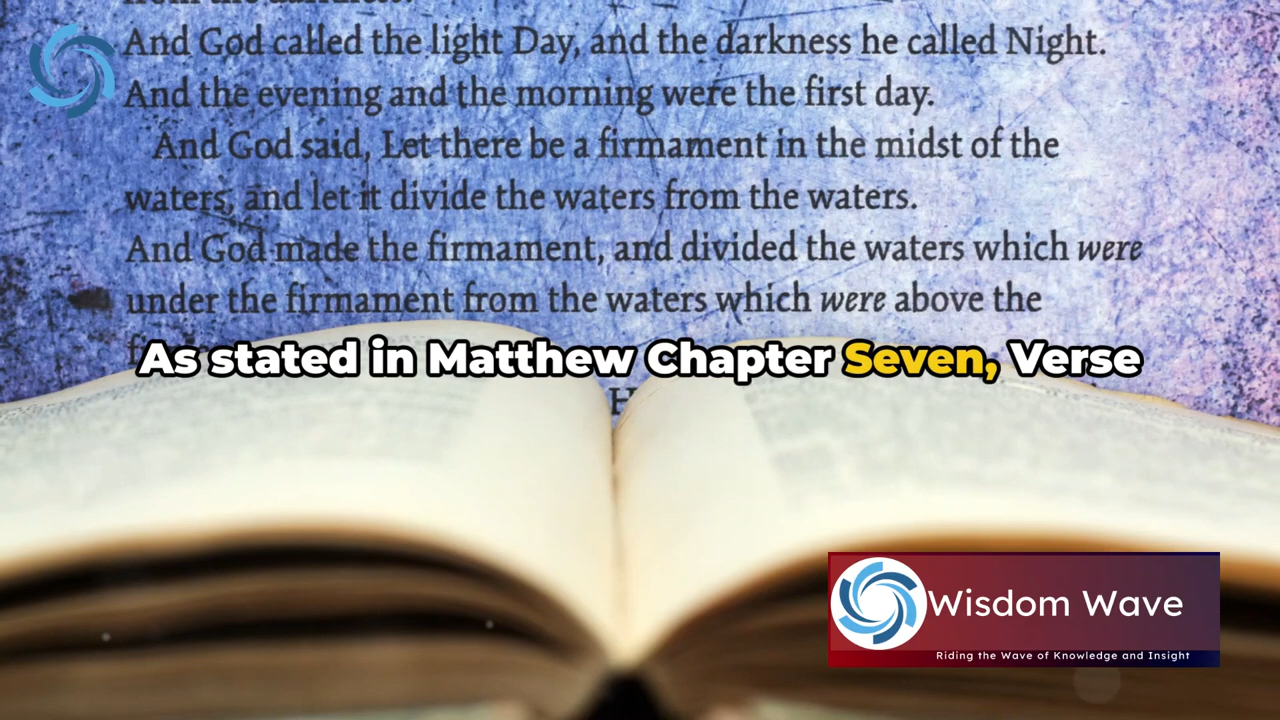 from the darkness.
And God called the light Day, and the darkness he called Night.
And the evening and the morning were the first day.
And God said, Let there be a firmament in the midst of the
waters, and let it divide the waters from the waters.
And God made the firmament, and divided the waters which were
under the firmament from the waters which were above the
As stated in Matthew Chapter Seven, Verse
H
Wisdom Wave
Riding the Wave of Knowledge and Insight